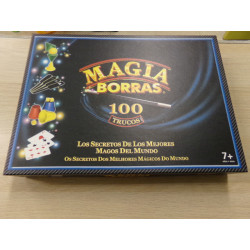 MAGIA
BORRAS
100
TRUCOS
LOS SECRETOS DE LOS MEJORES
MAGOS DEL MUNDO
OS SECRETOS DOS MELHORES MÁGICOS DO MUNDO
7+